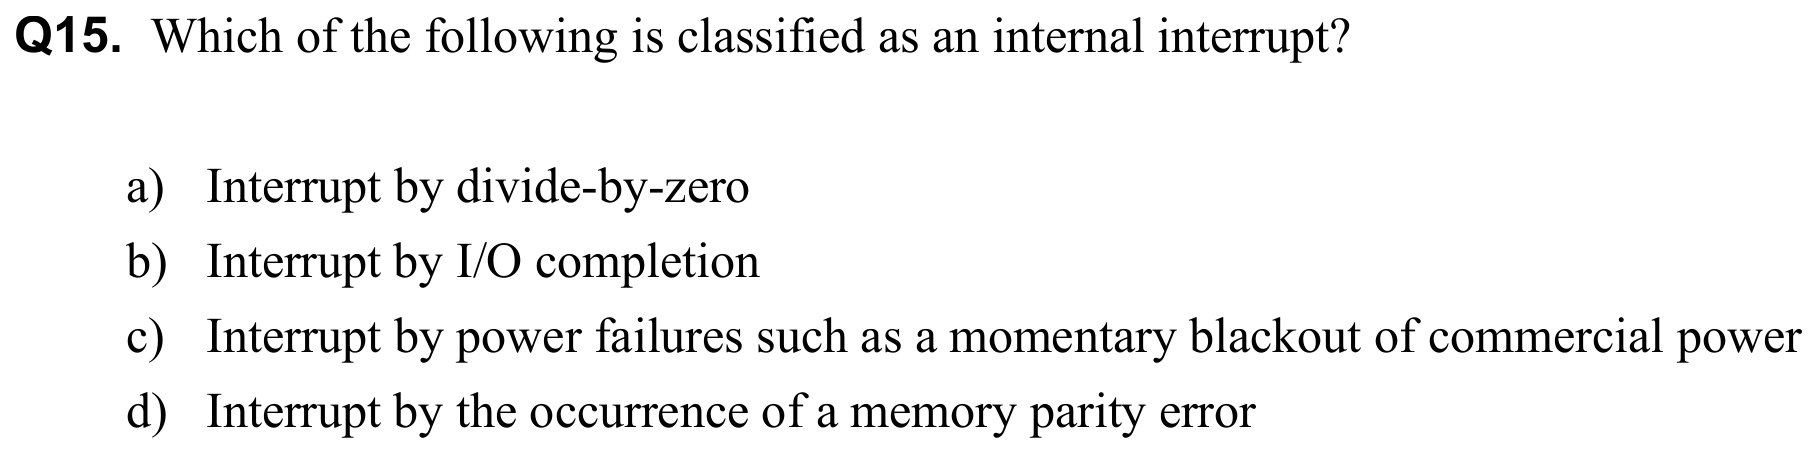 Q15. Which of the following is classified as an internal interrupt?
a) Interrupt by divide-by-zero
b) Interrupt by I/O completion
c) Interrupt by power failures such as a momentary blackout of commercial power
d) Interrupt by the occurrence of a memory parity error